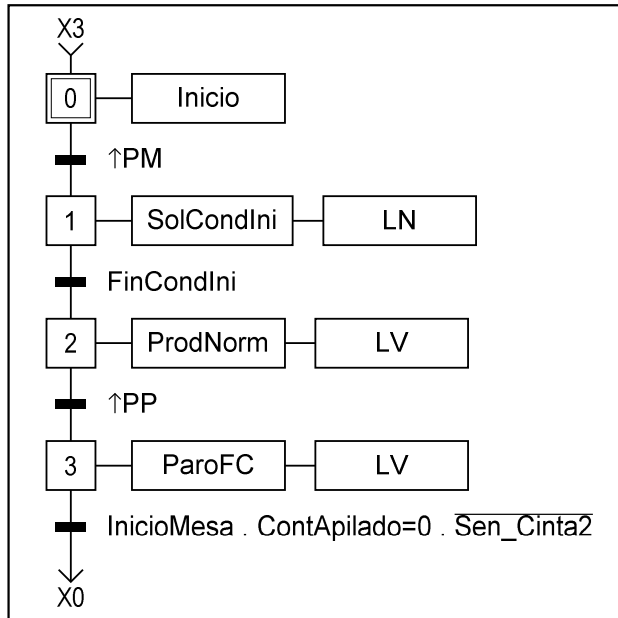 X3
0 Inicio
↑PM
1 SolCondIni LN
FinCondIni
2 ProdNorm LV
↑PP
3 ParoFC LV
InicioMesa . ContApilado=0 . Sen_Cinta2
X0